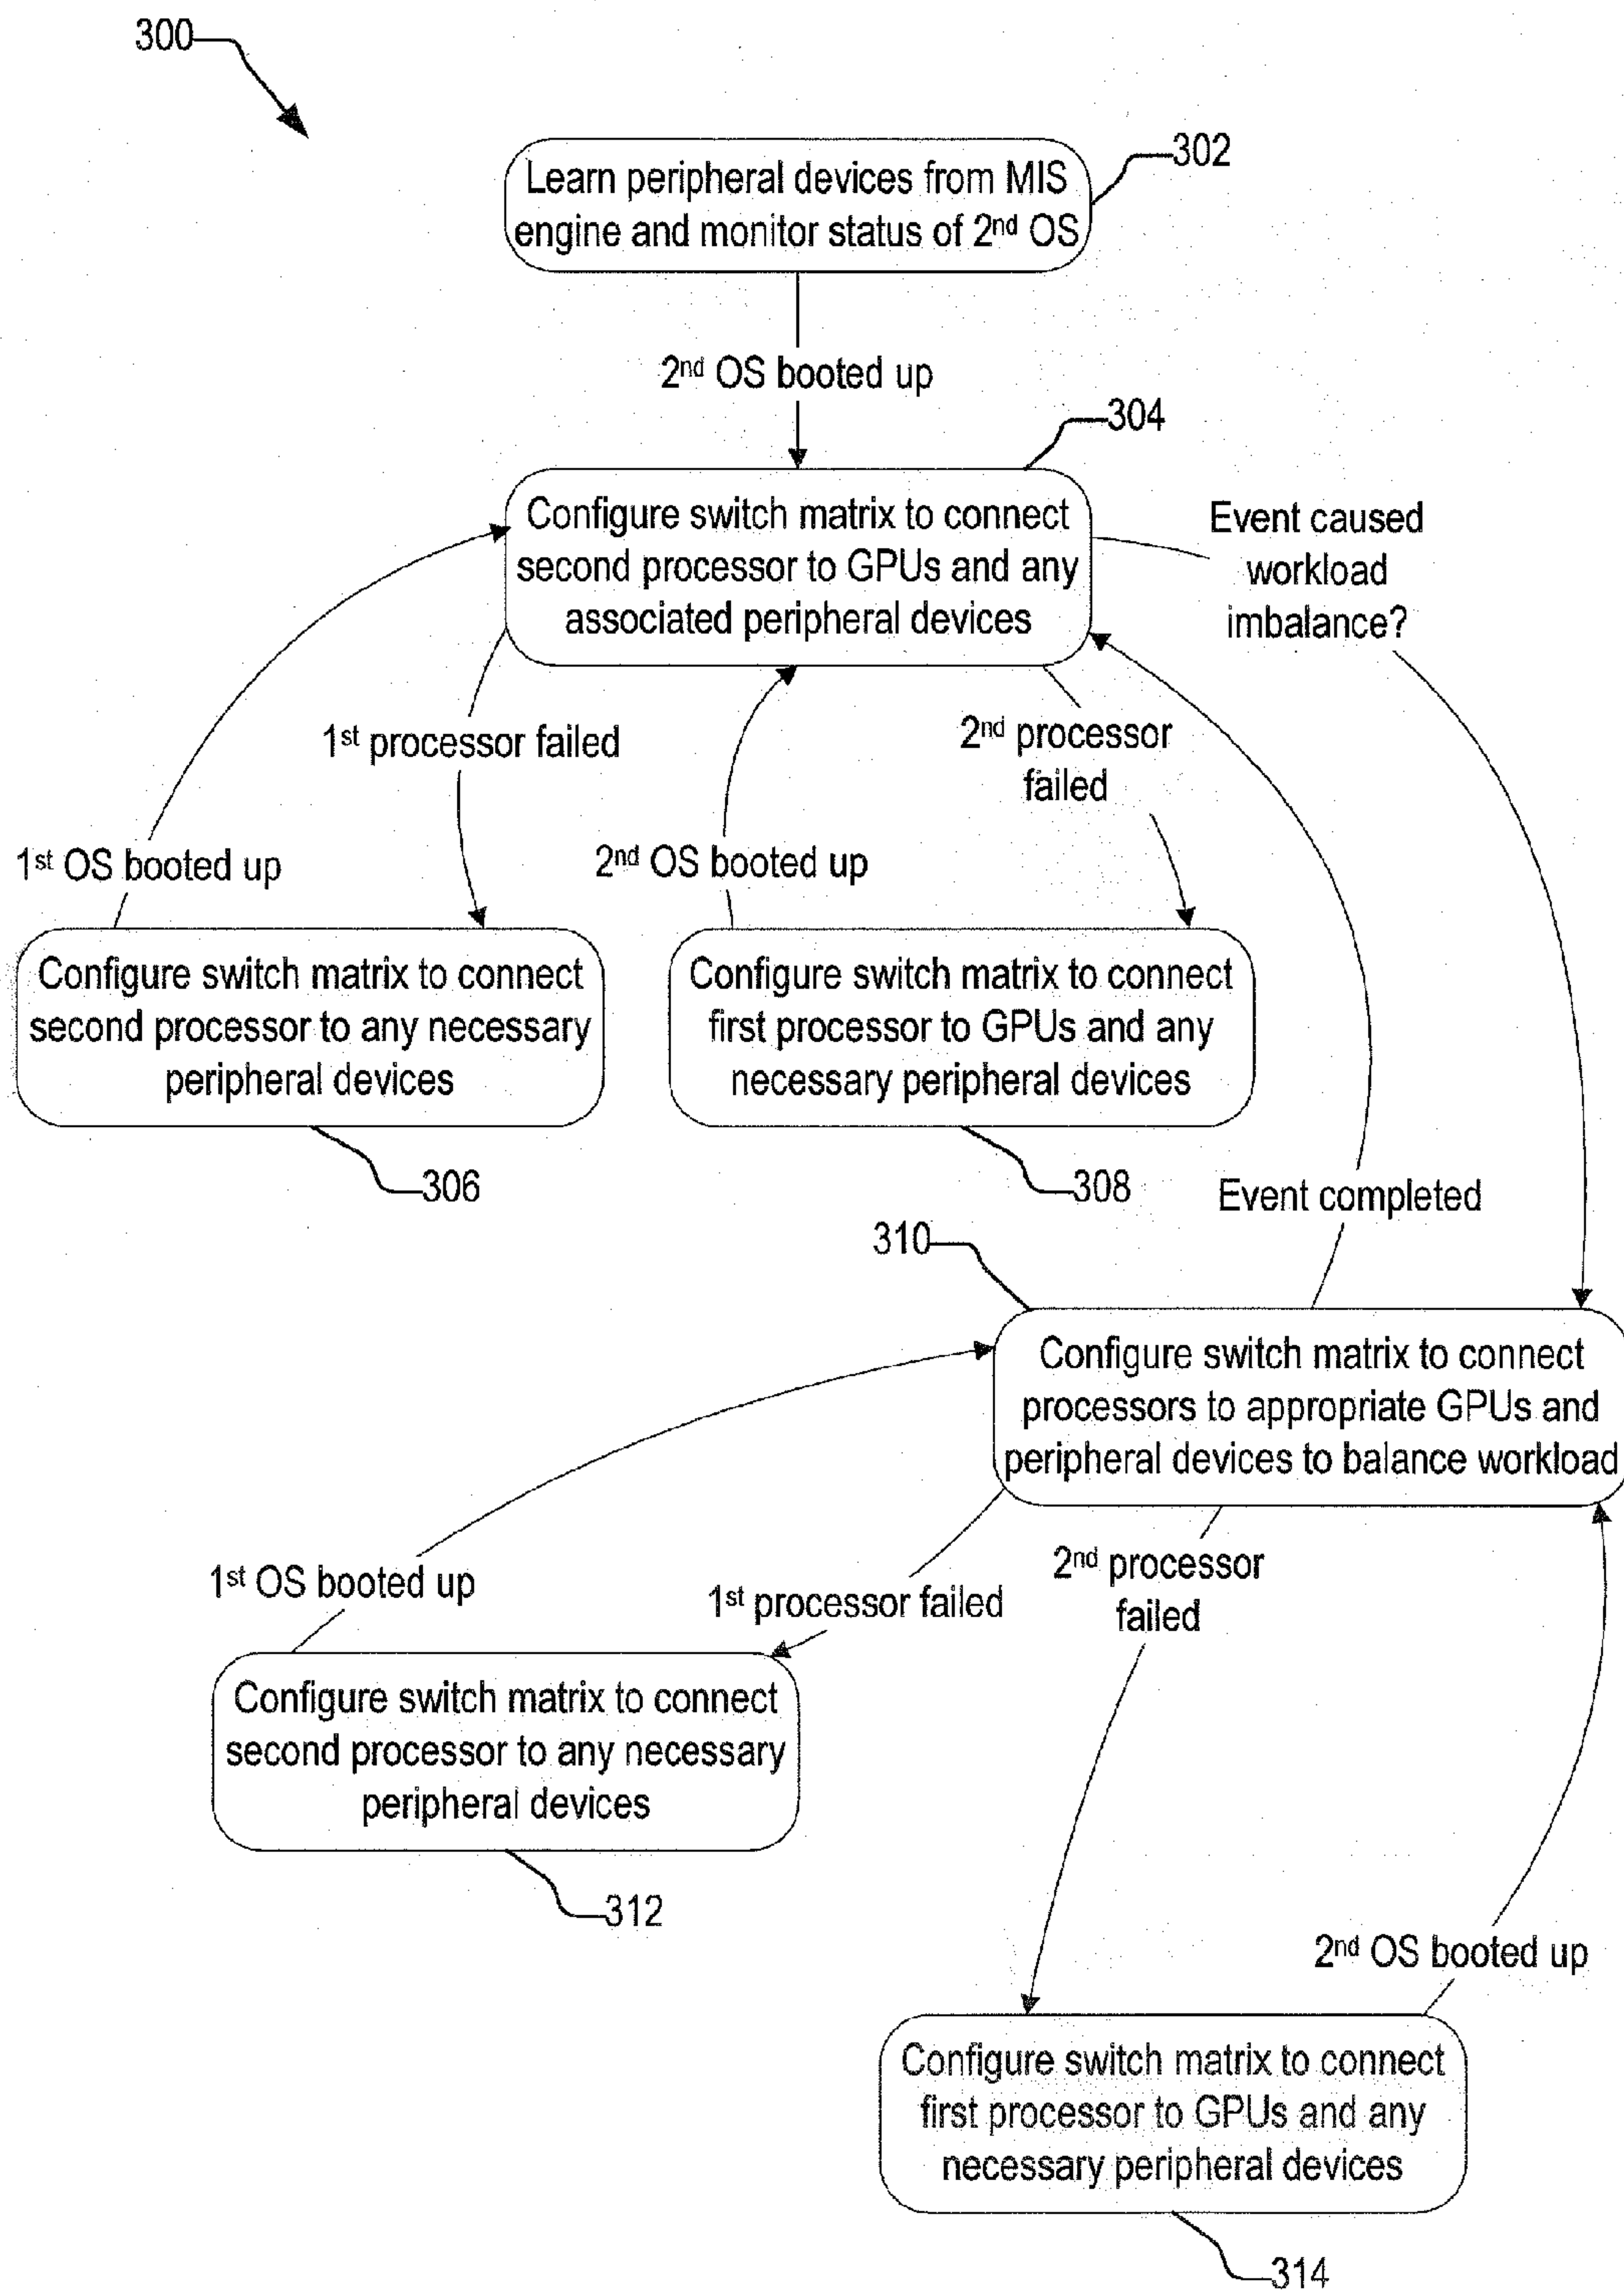 300
302
Learn peripheral devices from MIS
engine and monitor status of 2nd OS
2nd OS booted up
304
Configure switch matrix to connect
second processor to GPUs and any
associated peripheral devices
Event caused
workload
imbalance?
1st processor failed
2nd processor
failed
1st OS booted up
2nd OS booted up
Configure switch matrix to connect
second processor to any necessary
peripheral devices
306
Configure switch matrix to connect
first processor to GPUs and any
necessary peripheral devices
308
Event completed
310
Configure switch matrix to connect
processors to appropriate GPUs and
peripheral devices to balance workload
1st OS booted up
1st processor failed
2nd processor
failed
Configure switch matrix to connect
second processor to any necessary
peripheral devices
312
2nd OS booted up
Configure switch matrix to connect
first processor to GPUs and any
necessary peripheral devices
314